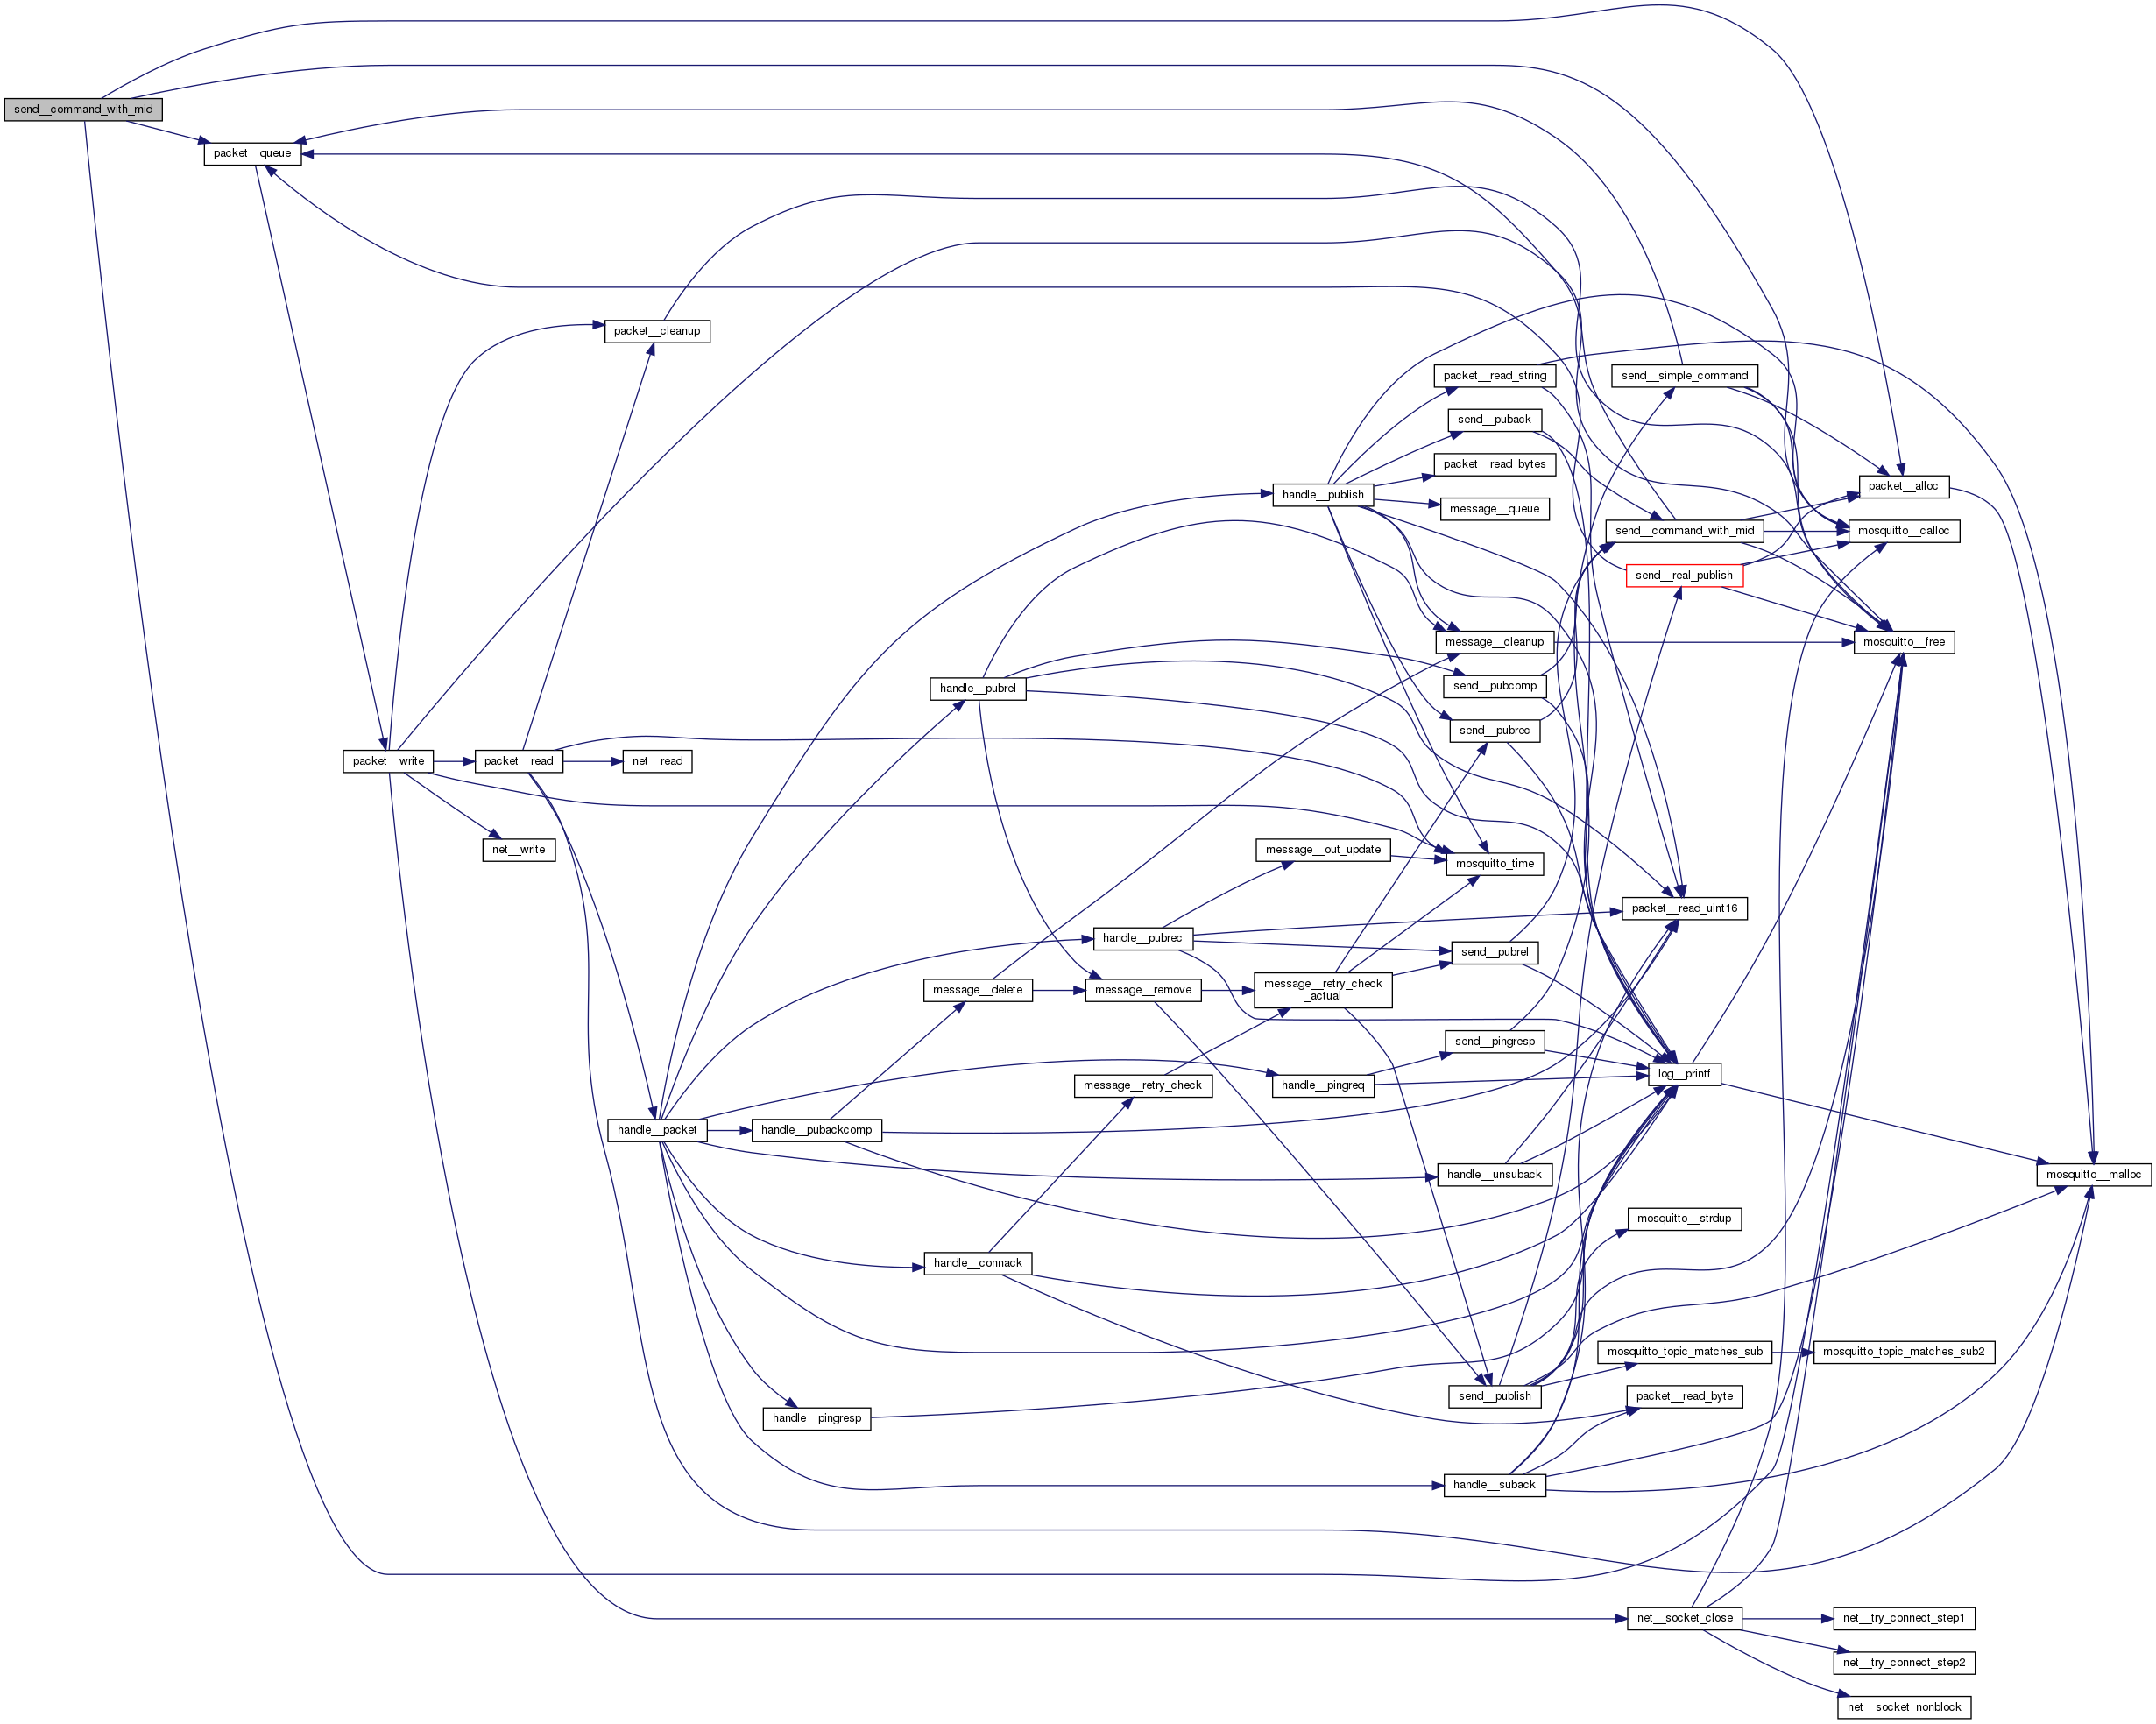 send__command_with_mid
packet__queue
packet__cleanup
packet__read_string
send__simple_command
send__puback
packet__read_bytes
packet__alloc
handle__publish
message__queue
send__command_with_mid
mosquitto__calloc
send__real_publish
message__cleanup
mosquitto__free
handle__pubrel
send__pubcomp
send__pubrec
packet__write
packet__read
net__read
net__write
message__out_update
mosquitto_time
packet__read_uint16
handle__pubrec
send__pubrel
message__delete
message__remove
message__retry_check
_actual
send__pingresp
log__printf
message__retry_check
handle__pingreq
handle__packet
handle__pubackcomp
handle__unsuback
mosquitto__malloc
mosquitto__strdup
handle__connack
mosquitto_topic_matches_sub
mosquitto_topic_matches_sub2
send__publish
packet__read_byte
handle__pingresp
handle__suback
net__socket_close
net__try_connect_step1
net__try_connect_step2
net__socket_nonblock